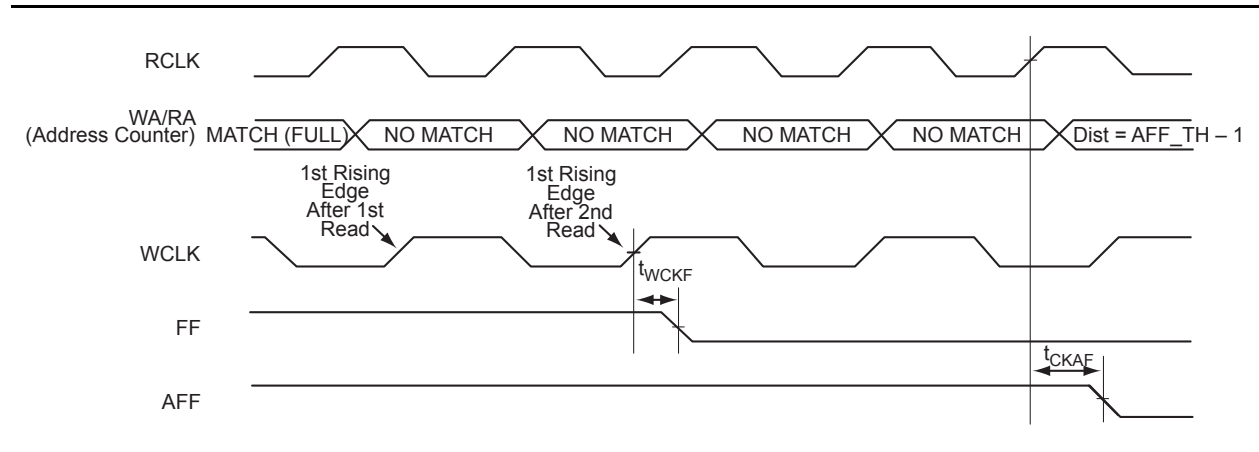 RCLK
WA/RA
(Address Counter)
MATCH (FULL)
NO MATCH
NO MATCH
NO MATCH
NO MATCH
Dist = AFF_TH – 1
1st Rising
Edge
After 1st
Read
1st Rising
Edge
After 2nd
Read
WCLK
tWCKF
FF
tCKAF
AFF